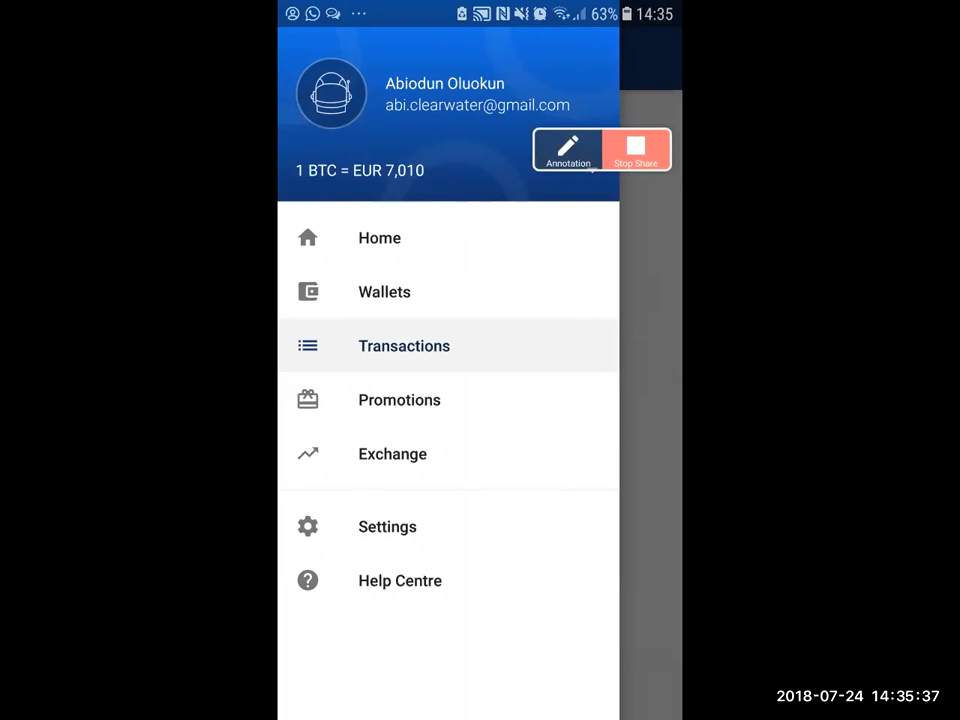 63% 14:35
Abiodun Oluokun
abi.clearwater@gmail.com
Annotation
Stop Share
1 BTC = EUR 7,010
Home
Wallets
Transactions
Promotions
Exchange
Settings
Help Centre
2018-07-24 14:35:37